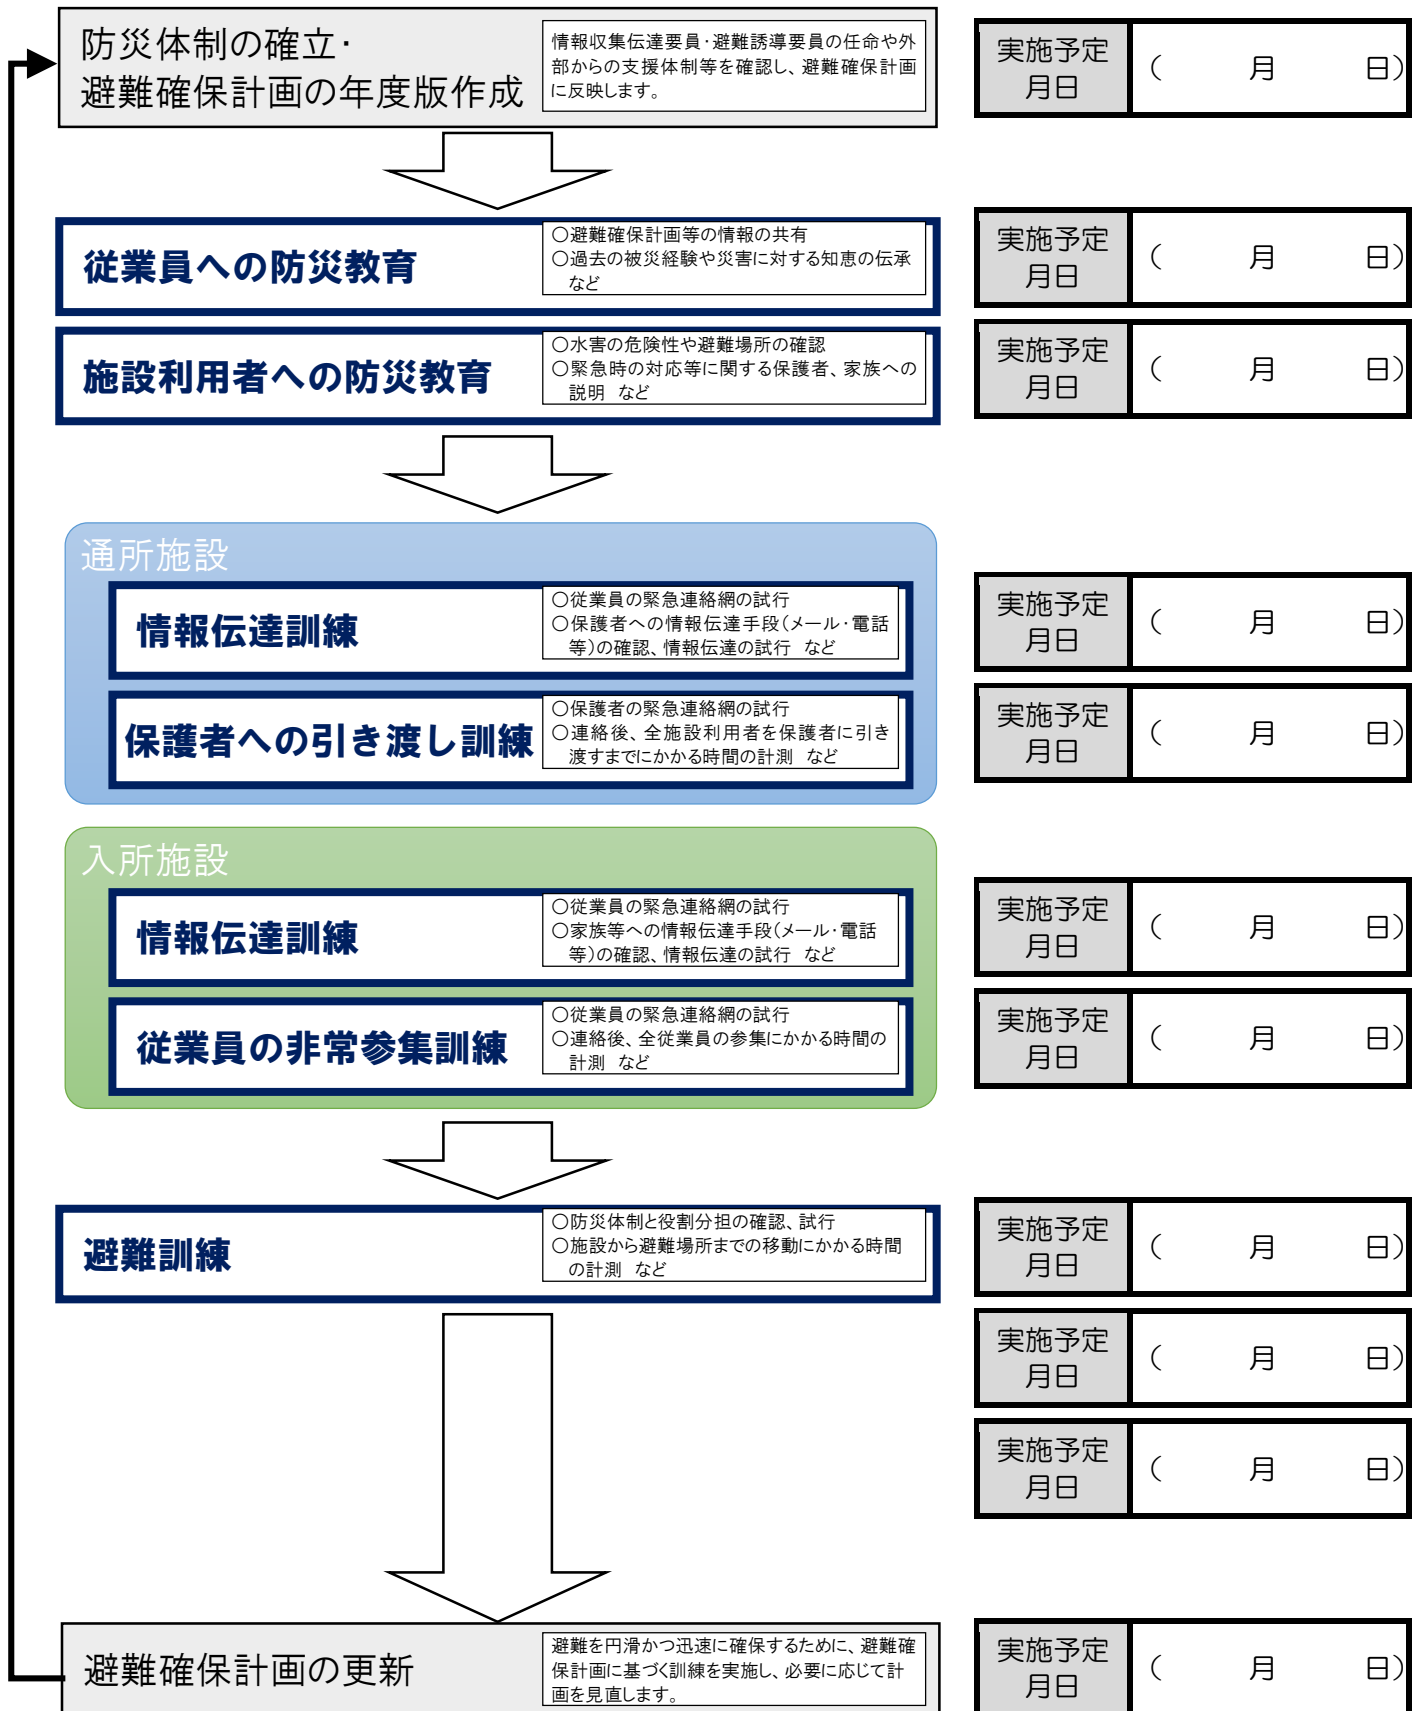 防災体制の確立・
避難確保計画の年度版作成
情報収集伝達要員・避難誘導要員の任命や外
部からの支援体制等を確認し、避難確保計画
に反映します。
実施予定
月日
（　　月　　日）
従業員への防災教育
〇避難確保計画等の情報の共有
〇過去の被災経験や災害に対する知恵の伝承
など
実施予定
月日
（　　月　　日）
施設利用者への防災教育
〇水害の危険性や避難場所の確認
〇緊急時の対応等に関する保護者、家族への
説明　など
実施予定
月日
（　　月　　日）
通所施設
情報伝達訓練
〇従業員の緊急連絡網の試行
〇保護者への情報伝達手段（メール・電話
等）の確認、情報伝達の試行　など
実施予定
月日
（　　月　　日）
保護者への引き渡し訓練
〇保護者の緊急連絡網の試行
〇連絡後、全施設利用者を保護者に引き
渡すまでにかかる時間の計測　など
実施予定
月日
（　　月　　日）
入所施設
情報伝達訓練
〇従業員の緊急連絡網の試行
〇家族等への情報伝達手段（メール・電話
等）の確認、情報伝達の試行　など
実施予定
月日
（　　月　　日）
従業員の非常参集訓練
〇従業員の緊急連絡網の試行
〇連絡後、全従業員の参集にかかる時間の
計測　など
実施予定
月日
（　　月　　日）
避難訓練
〇防災体制と役割分担の確認、試行
〇施設から避難場所までの移動にかかる時間
の計測　など
実施予定
月日
（　　月　　日）
実施予定
月日
（　　月　　日）
実施予定
月日
（　　月　　日）
避難確保計画の更新
避難を円滑かつ迅速に確保するために、避難確
保計画に基づく訓練を実施し、必要に応じて計
画を見直します。
実施予定
月日
（　　月　　日）